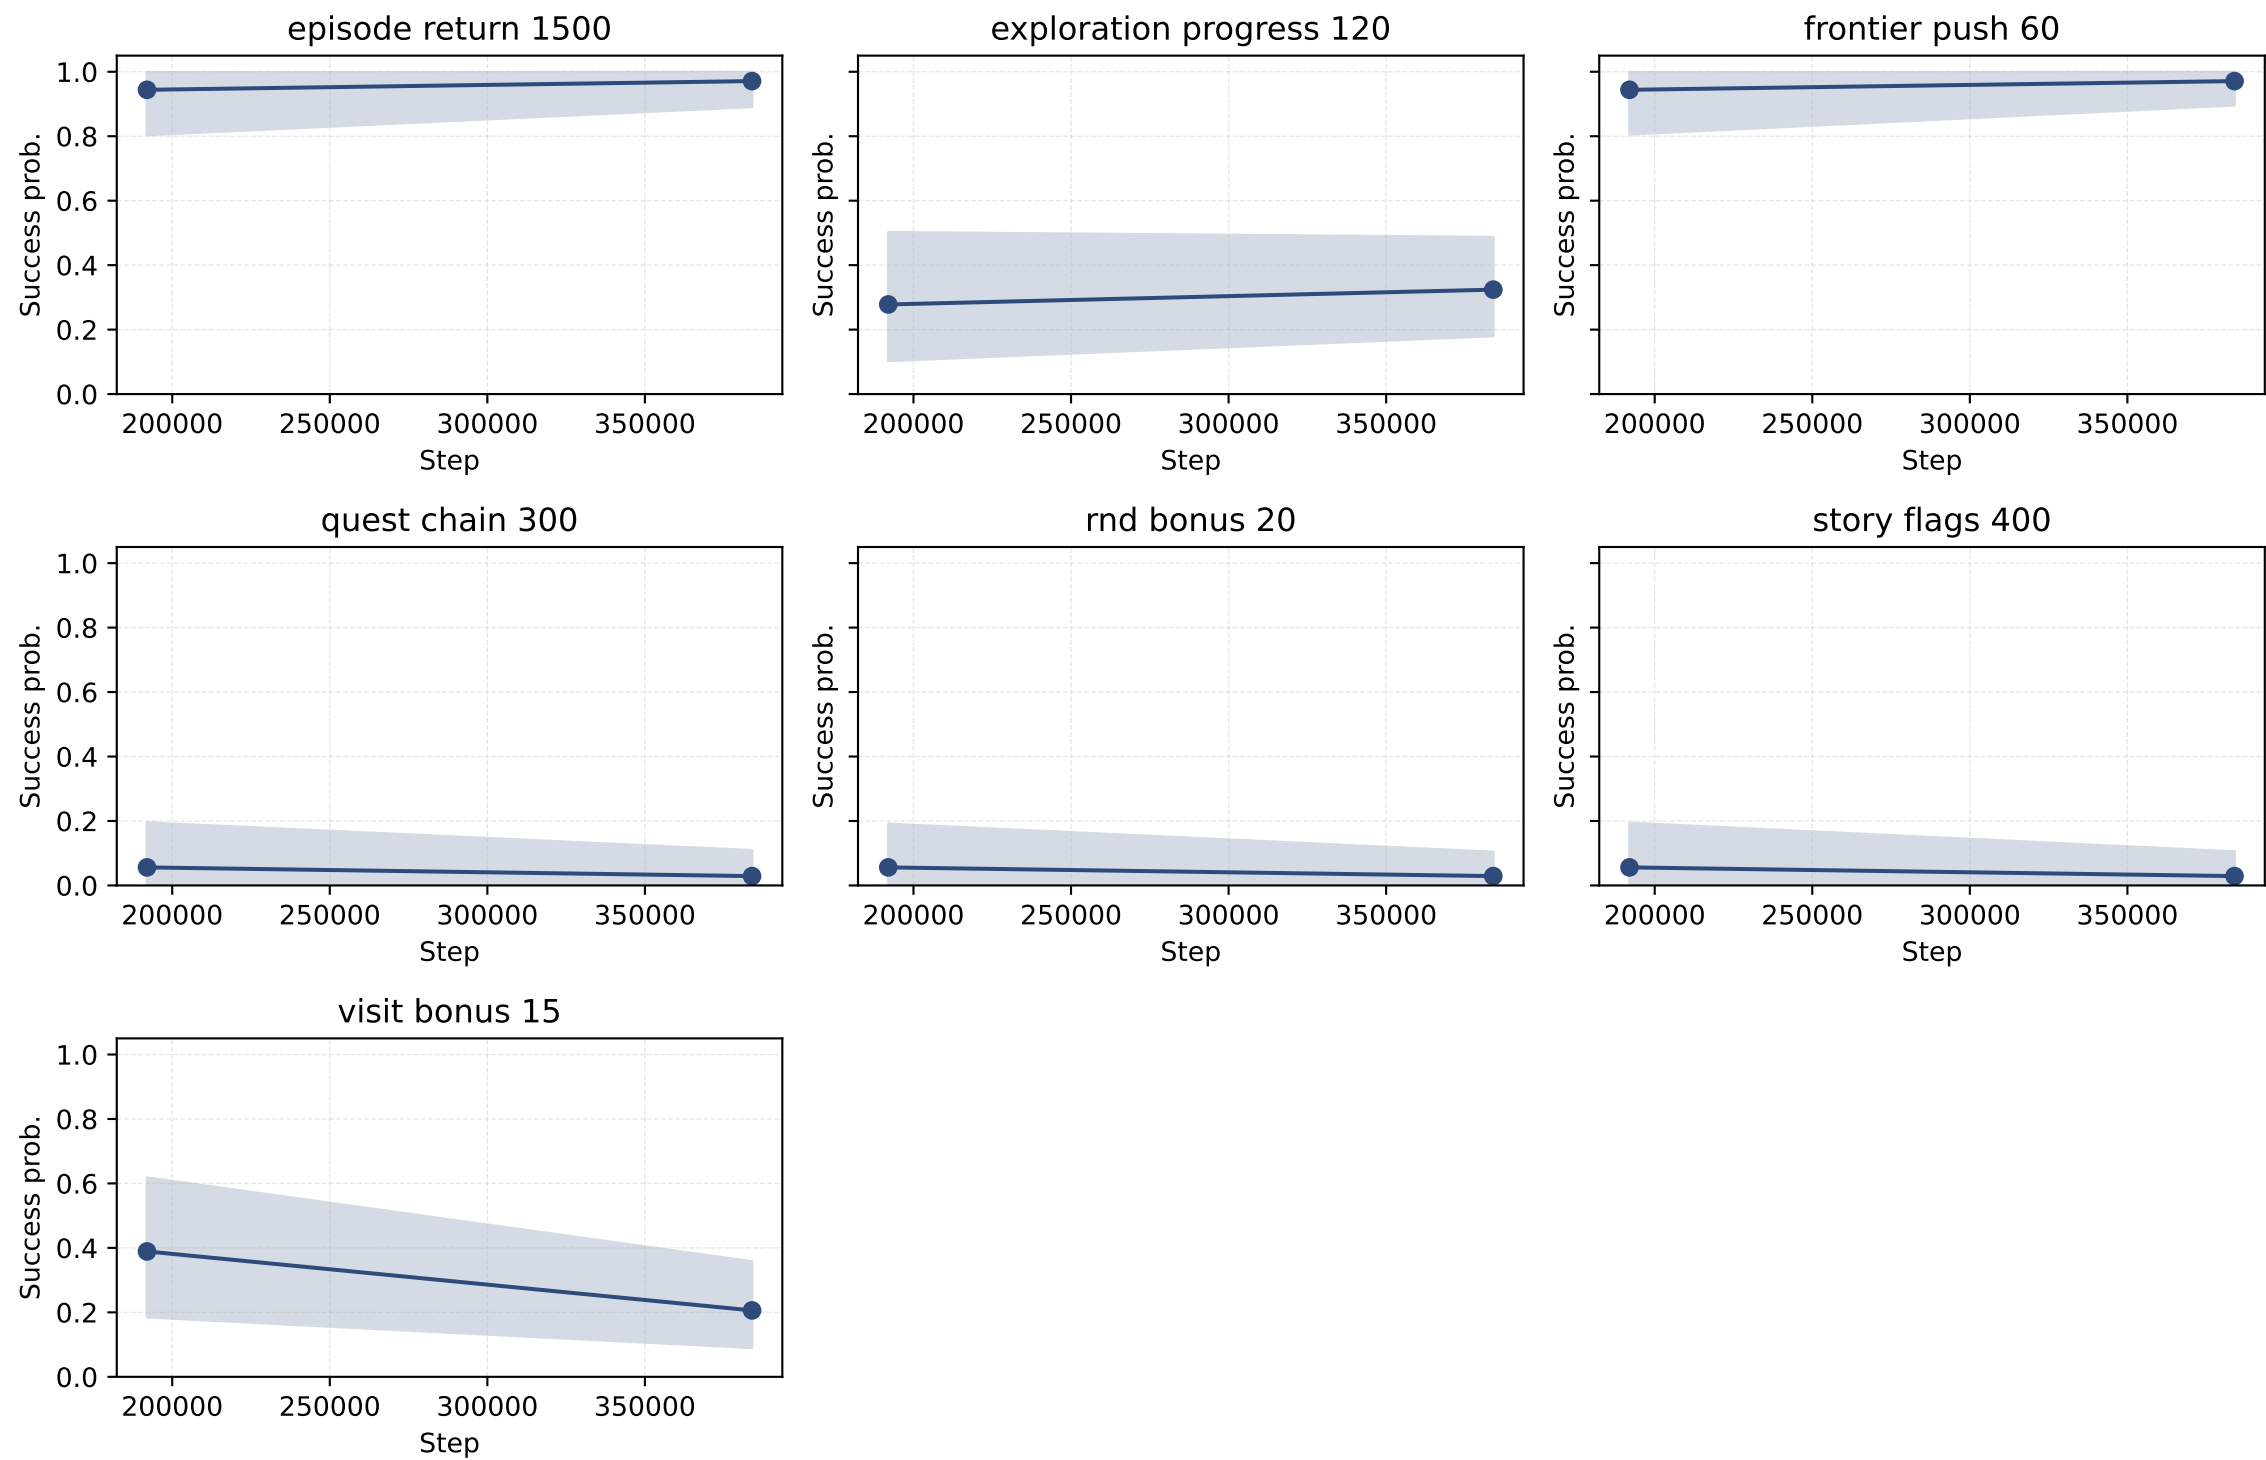 episode return 1500
exploration progress 120
frontier push 60
Success prob.
1.0
0.8
0.6
0.4
0.2
0.0
200000 250000 300000 350000
Step
Success prob.
200000 250000 300000 350000
Step
Success prob.
200000 250000 300000 350000
Step
quest chain 300
rnd bonus 20
story flags 400
Success prob.
1.0
0.8
0.6
0.4
0.2
0.0
200000 250000 300000 350000
Step
Success prob.
200000 250000 300000 350000
Step
Success prob.
200000 250000 300000 350000
Step
visit bonus 15
Success prob.
1.0
0.8
0.6
0.4
0.2
0.0
200000 250000 300000 350000
Step